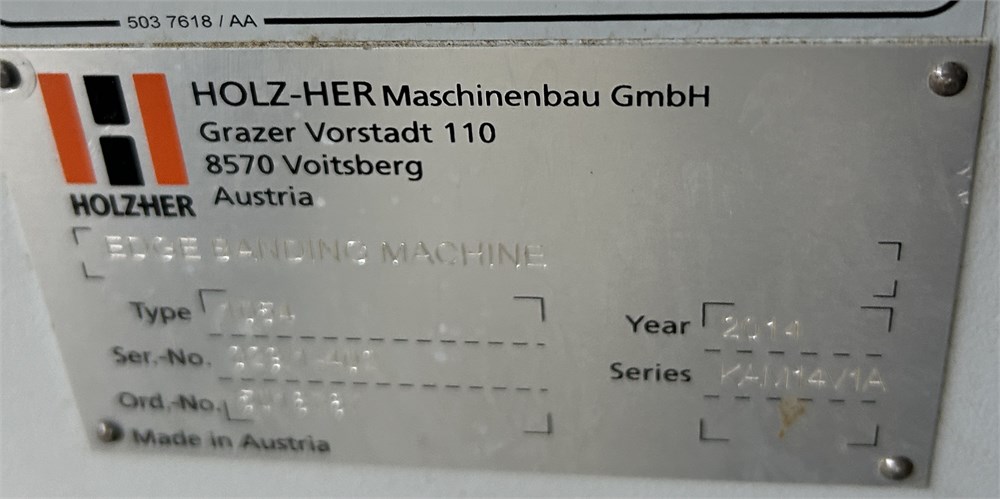 503 7618 / AA
HOLZ-HER Maschinenbau GmbH
Grazer Vorstadt 110
8570 Voitsberg
Austria
HOLZHER
EDGE BANDING MACHINE
Type
Year 2014
Ser.-No.
Series
Ord.-No.
Made in Austria